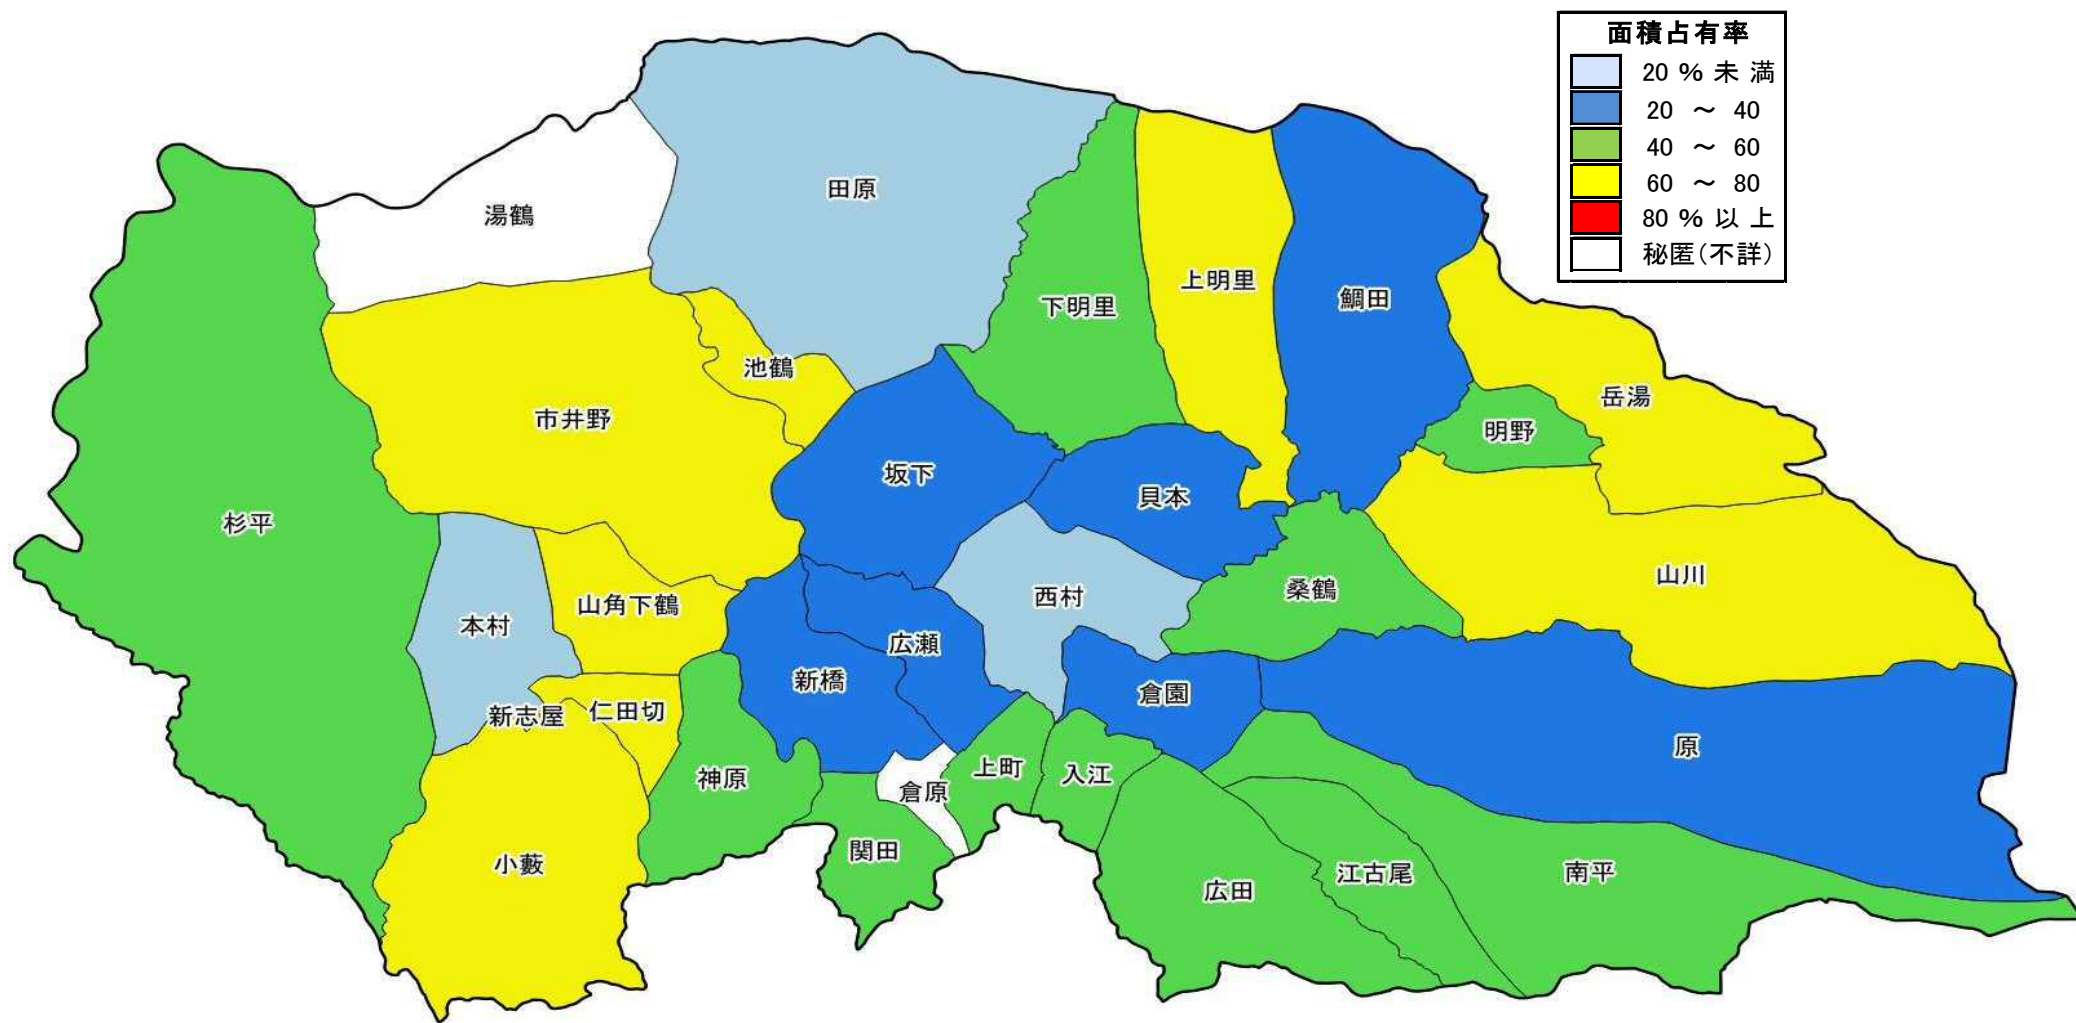 面積占有率
20 % 未 満
20 ～ 40
40 ～ 60
60 ～ 80
80 % 以 上
秘匿(不詳)
田原
湯鶴
上明里
鯛田
下明里
池鶴
岳湯
市井野
明野
坂下
貝本
杉平
山川
桑鶴
西村
山角下鶴
本村
広瀬
新橋
倉園
仁田切
新志屋
原
上町
入江
神原
倉原
関田
小藪
江古尾
南平
広田